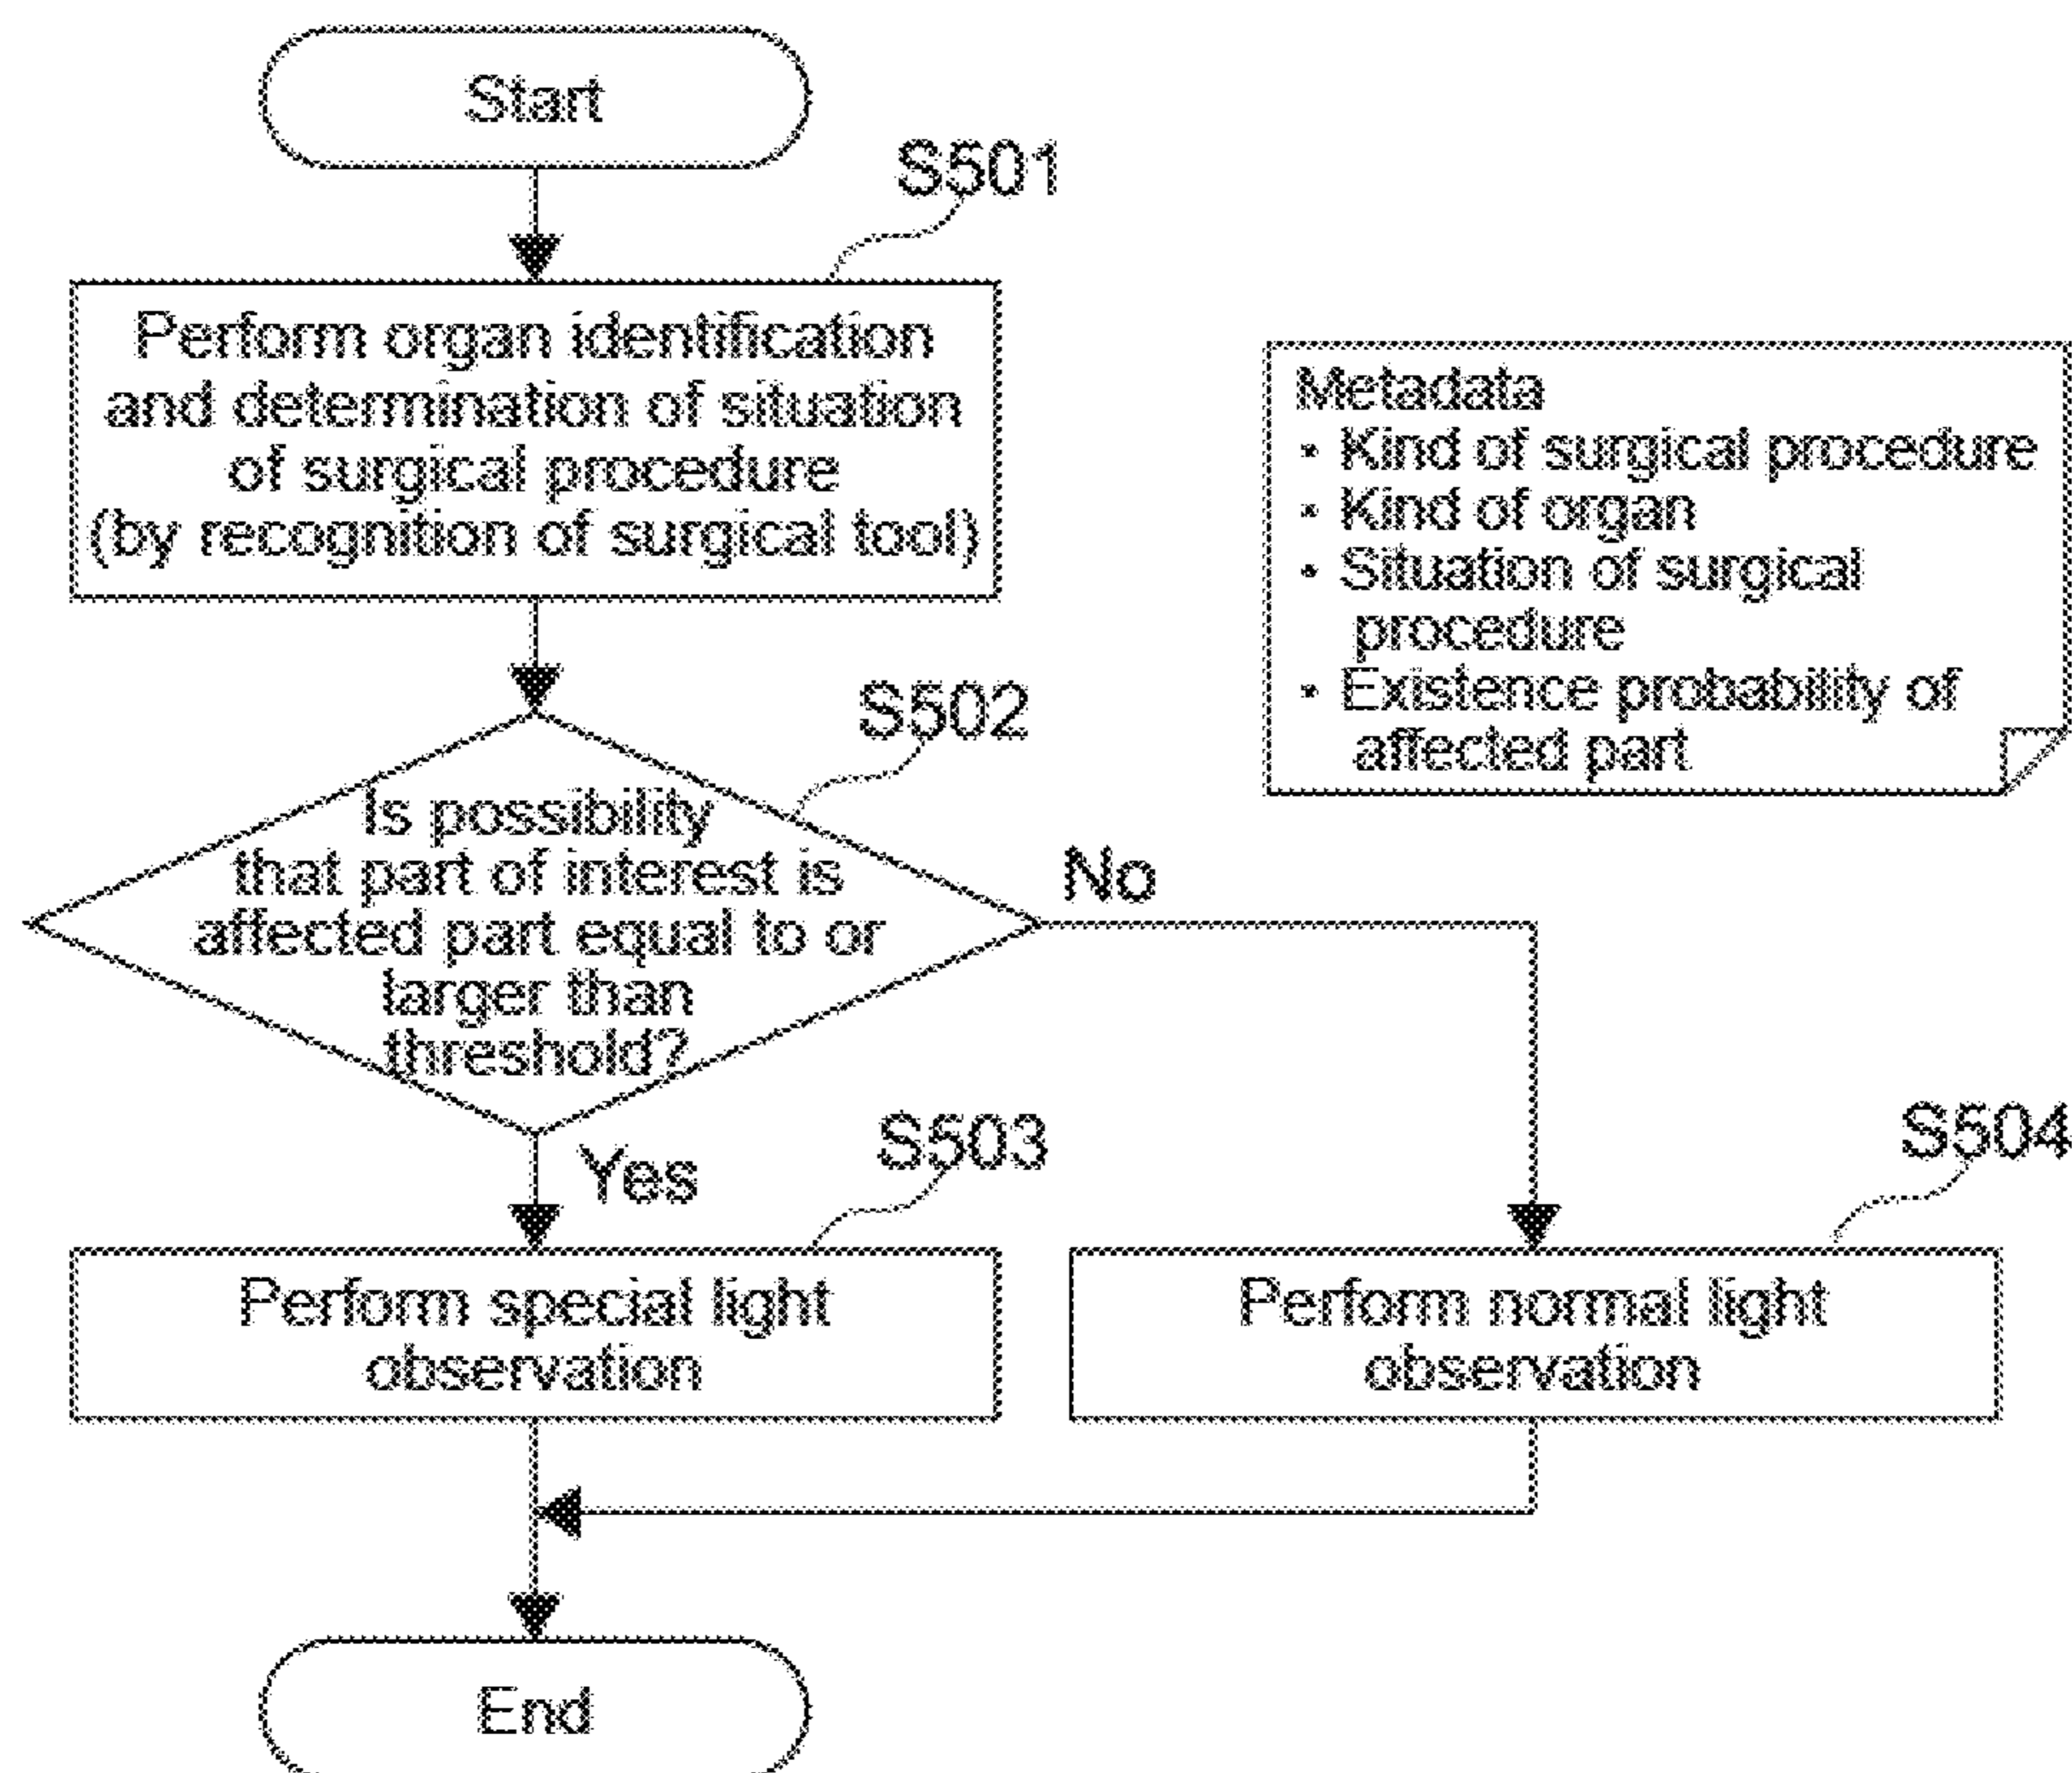 Start
S501
Perform organ identification
and determination of situation
of surgical procedure
(by recognition of surgical tool)
Metadata
・Kind of surgical procedure
・Kind of organ
・Situation of surgical
procedure
・Existence probability of
affected part
S502
Is possibility
that part of interest is
affected part equal to or
larger than
threshold?
No
Yes
S503
S504
Perform special light
observation
Perform normal light
observation
End